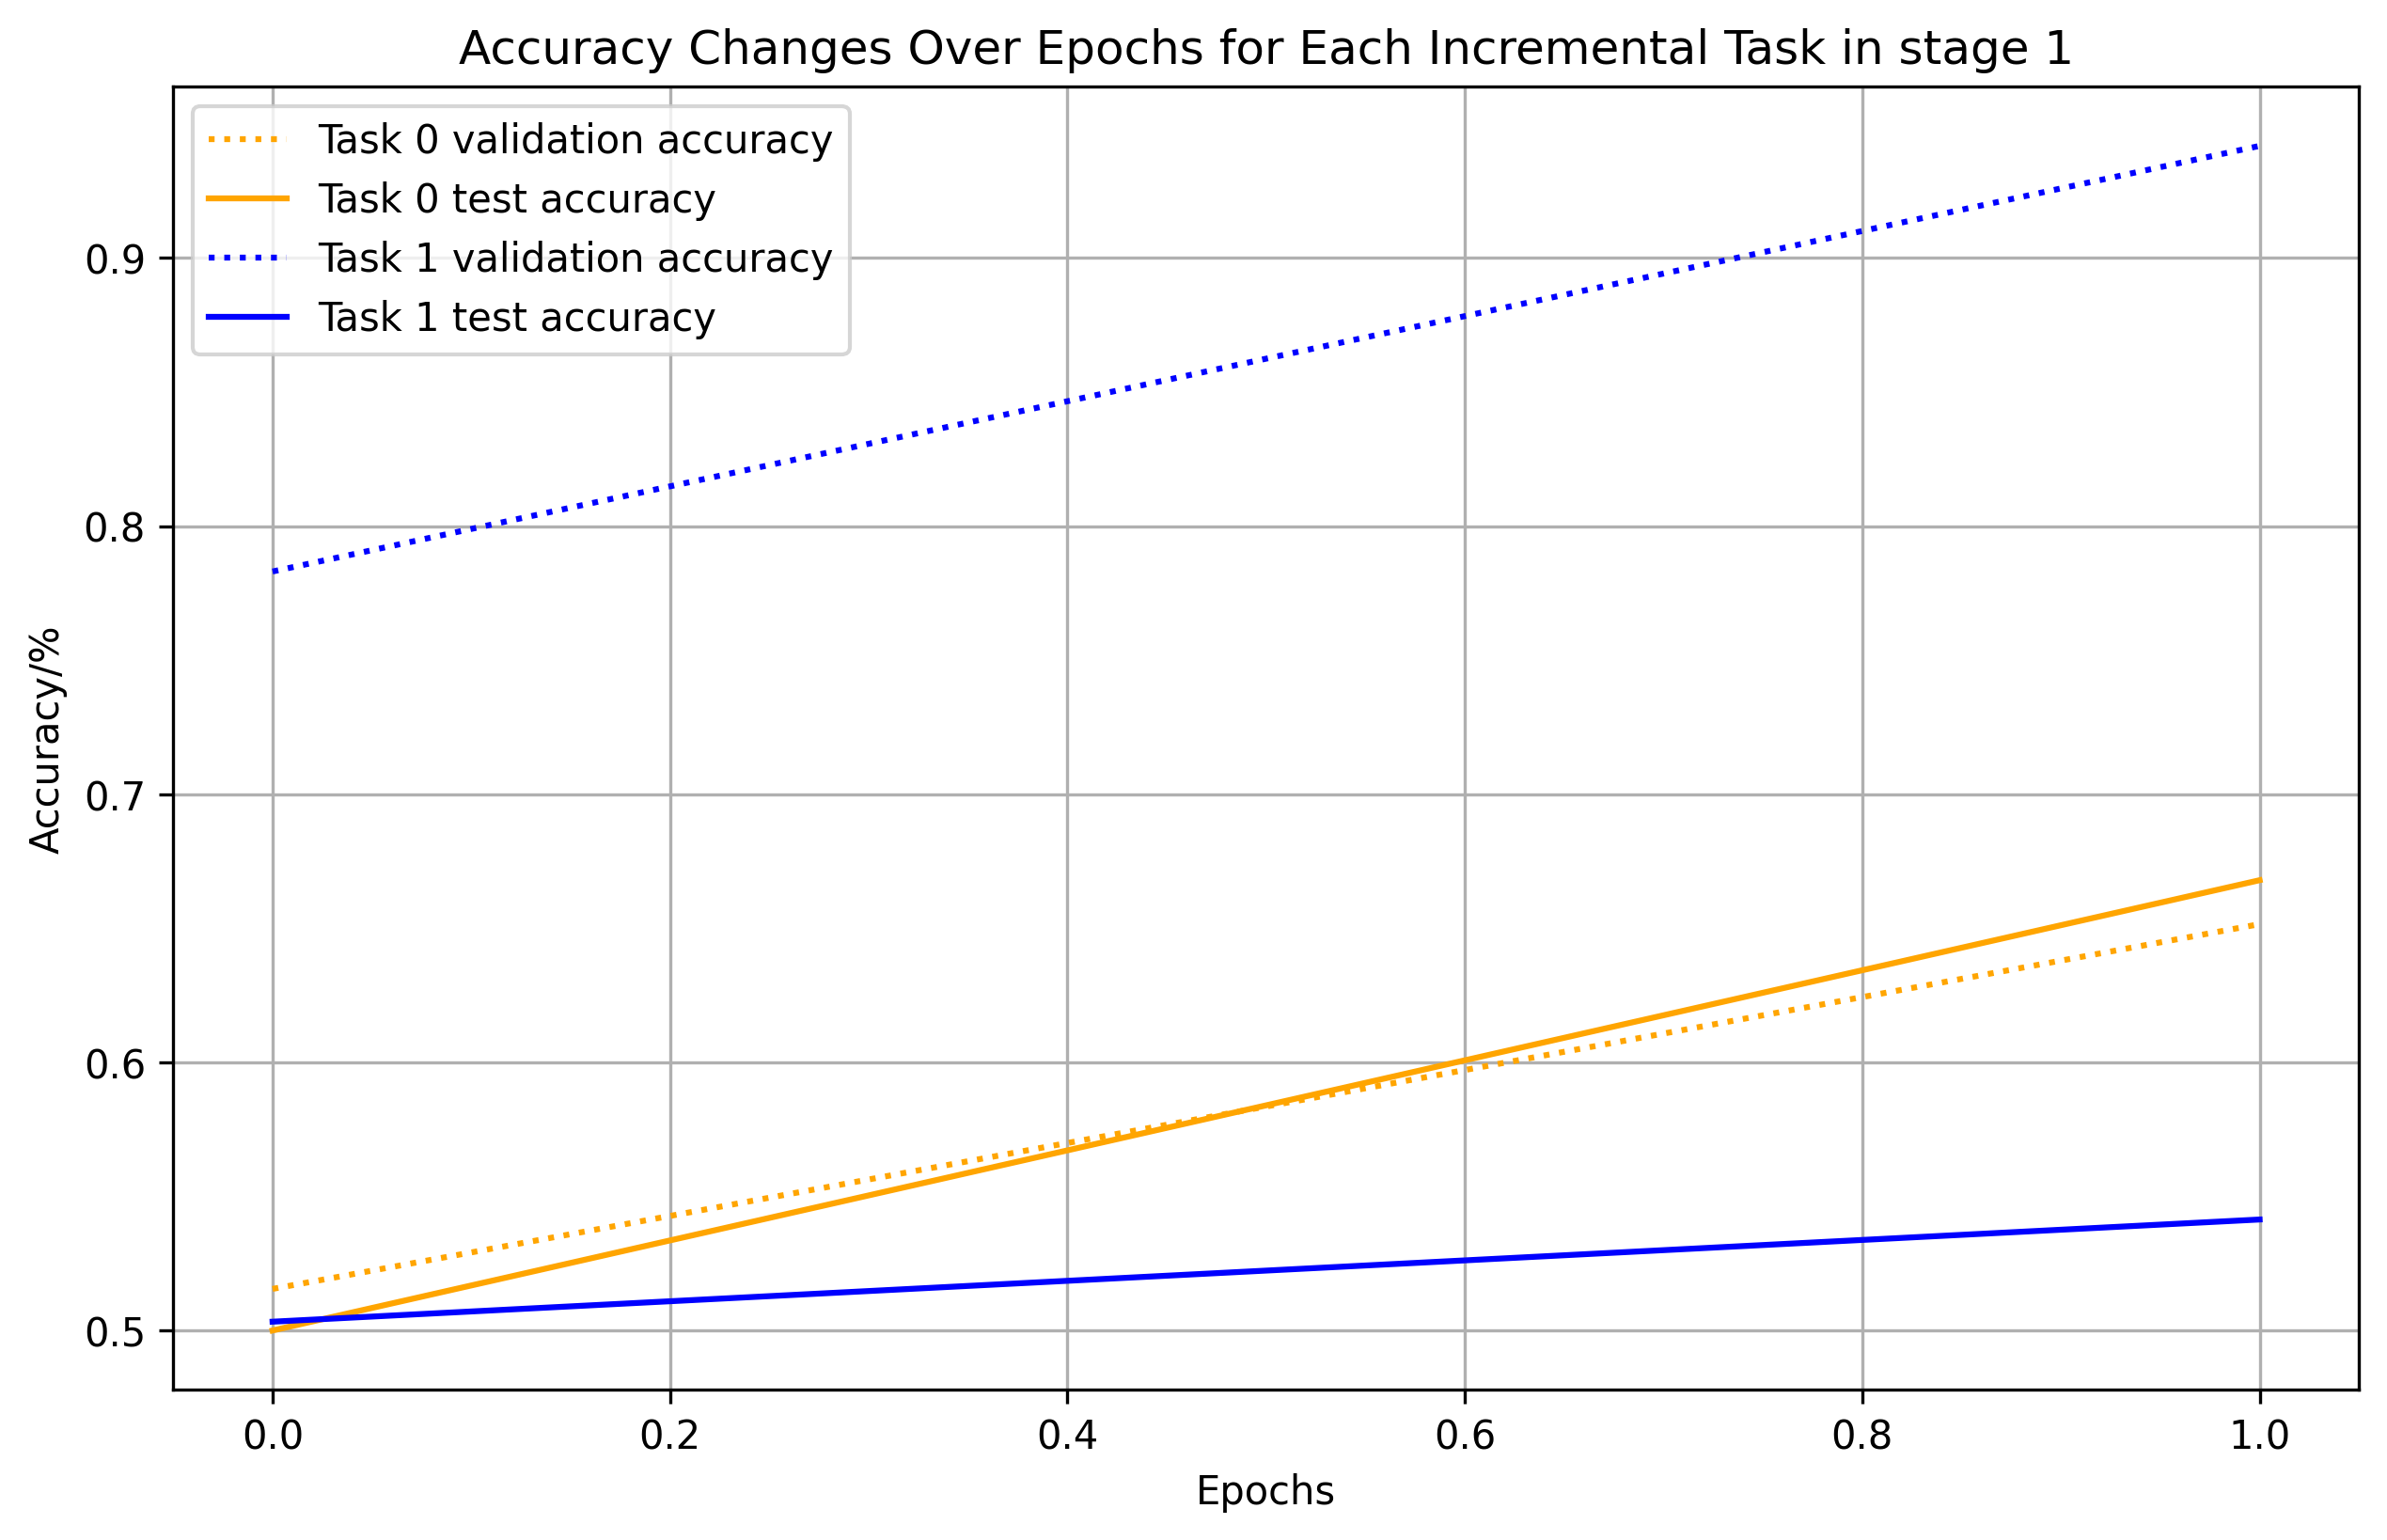 Accuracy Changes Over Epochs for Each Incremental Task in stage 1
Task 0 validation accuracy
Task 0 test accuracy
Task 1 validation accuracy
Task 1 test accuracy
Accuracy/%
0.9
0.8
0.7
0.6
0.5
0.0 0.2 0.4 0.6 0.8 1.0
Epochs